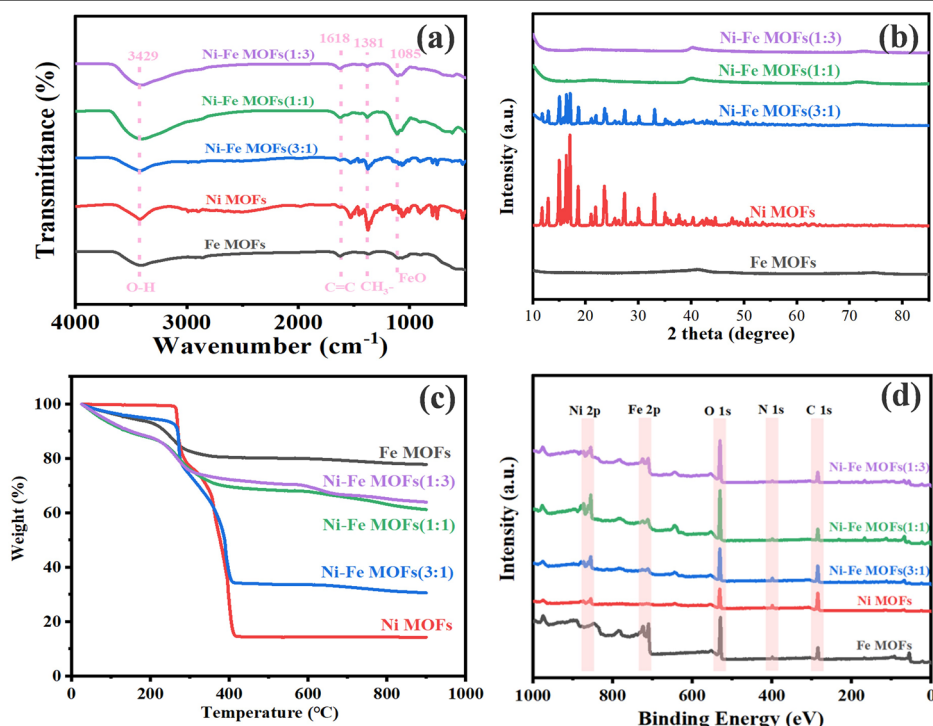 (a)
1618 1381 1085
3429
Ni-Fe MOFs(1:3)
Ni-Fe MOFs(1:1)
Ni-Fe MOFs(3:1)
Ni MOFs
Fe MOFs
O-H
C=C
CH₃-
FeO
Transmittance (%)
4000 3000 2000 1000
Wavenumber (cm⁻¹)
(b)
Ni-Fe MOFs(1:3)
Ni-Fe MOFs(1:1)
Ni-Fe MOFs(3:1)
Ni MOFs
Fe MOFs
Intensity (a.u.)
10 20 30 40 50 60 70 80
2 theta (degree)
(c)
100
80
60
40
20
0
Fe MOFs
Ni-Fe MOFs(1:3)
Ni-Fe MOFs(1:1)
Ni-Fe MOFs(3:1)
Ni MOFs
Weight (%)
0 200 400 600 800 1000
Temperature (°C)
(d)
Ni 2p Fe 2p O 1s N 1s C 1s
Ni-Fe MOFs(1:3)
Ni-Fe MOFs(1:1)
Ni-Fe MOFs(3:1)
Ni MOFs
Fe MOFs
Intensity (a.u.)
1000 800 600 400 200 0
Binding Energy (eV)